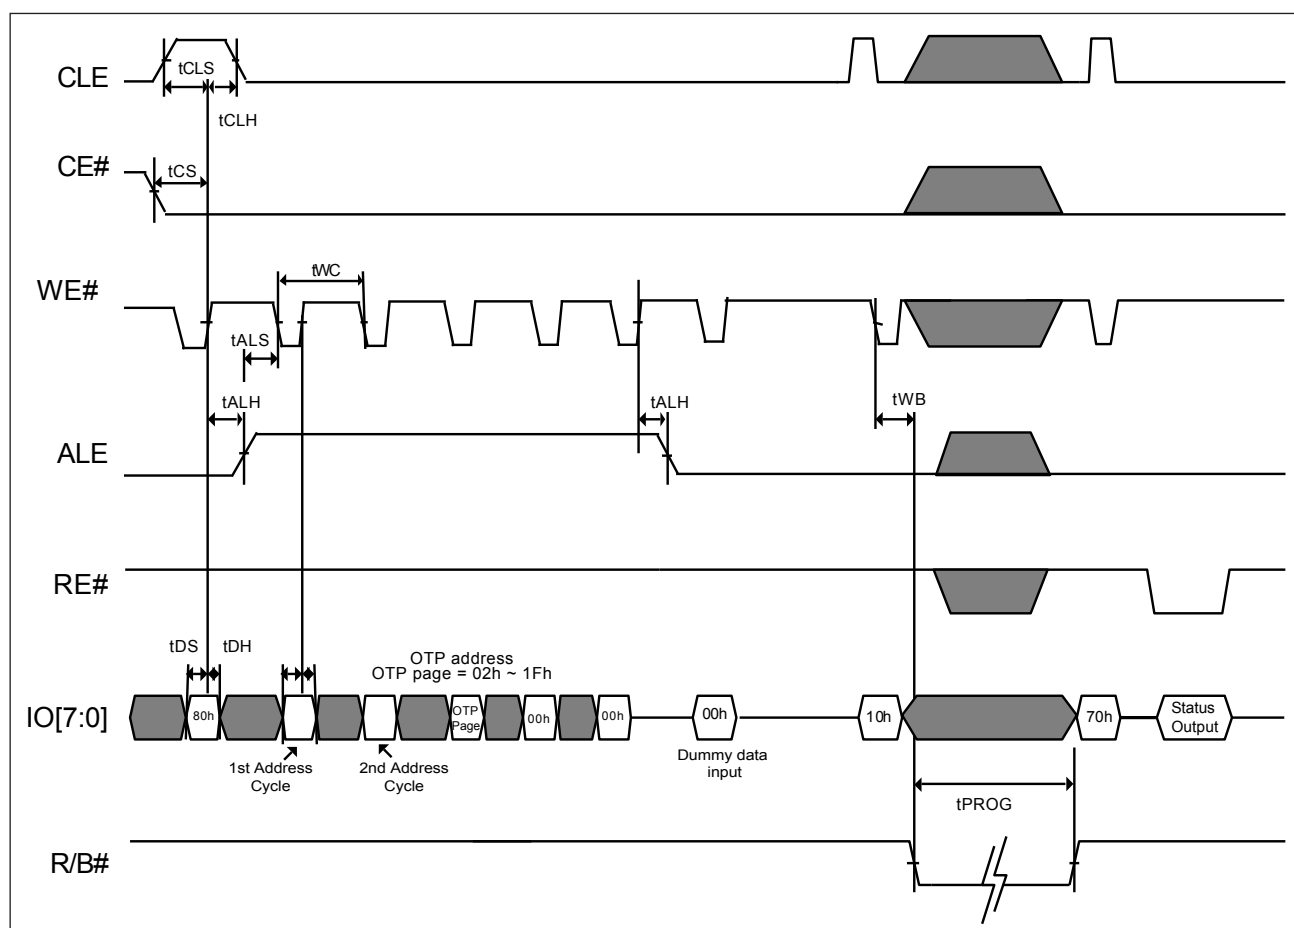 CLE
tCLS
tCLH
CE#
tCS
WE#
tWC
tALS
tALH
tALH
tWB
ALE
RE#
tDS
tDH
OTP address
OTP page = 02h ~ 1Fh
IO[7:0]
80h
OTP
Page
00h
00h
00h
10h
70h
Status
Output
1st Address
Cycle
2nd Address
Cycle
Dummy data
input
tPROG
R/B#